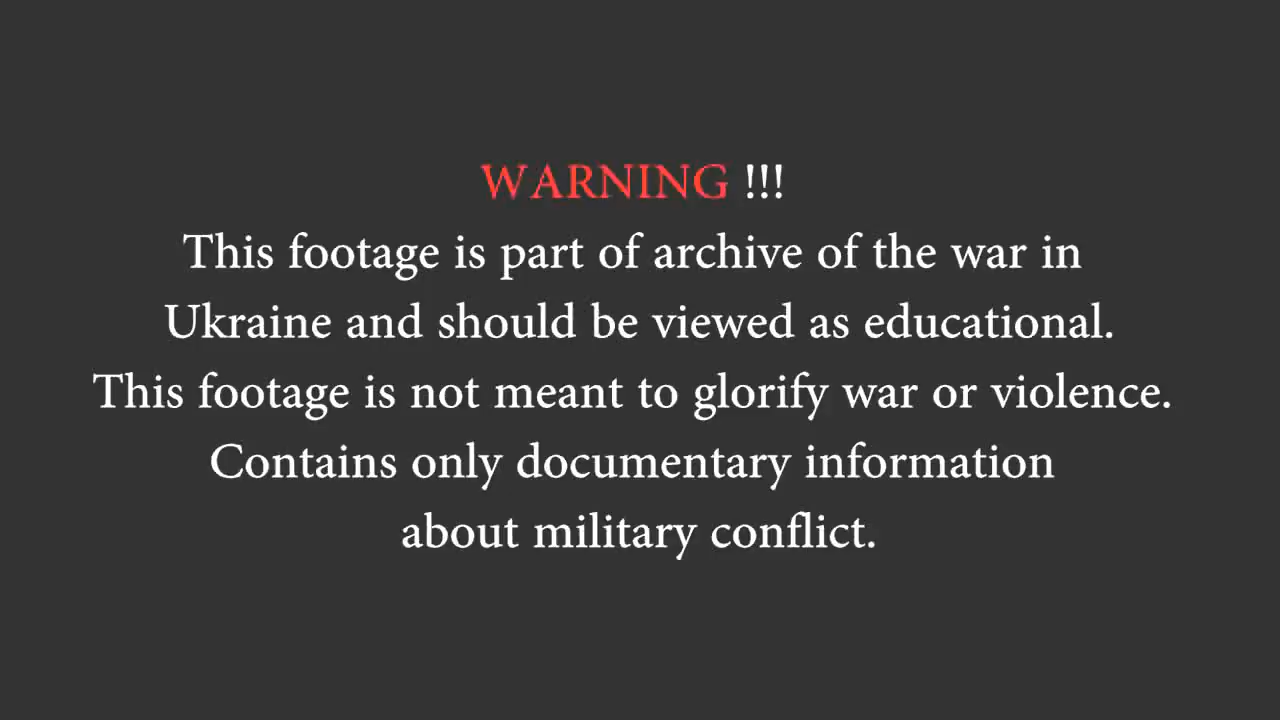 WARNING !!!
This footage is part of archive of the war in
Ukraine and should be viewed as educational.
This footage is not meant to glorify war or violence.
Contains only documentary information
about military conflict.